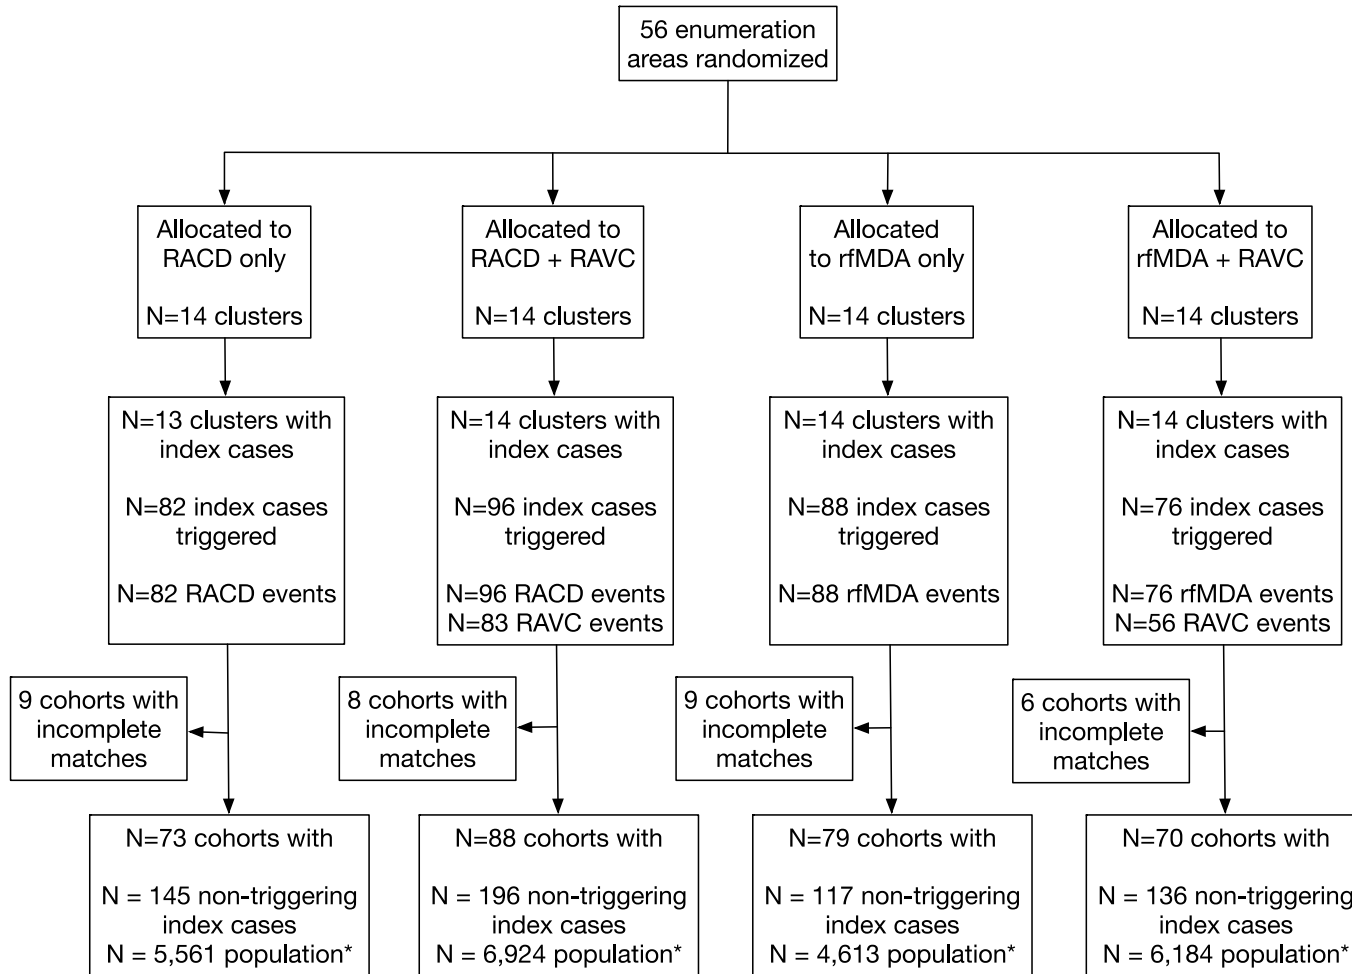 56 enumeration
areas randomized
Allocated to
RACD only
N=14 clusters
Allocated to
RACD + RAVC
N=14 clusters
Allocated
to rfMDA only
N=14 clusters
Allocated to
rfMDA + RAVC
N=14 clusters
N=13 clusters with
index cases
N=82 index cases
triggered
N=82 RACD events
N=14 clusters with
index cases
N=96 index cases
triggered
N=96 RACD events
N=83 RAVC events
N=14 clusters with
index cases
N=88 index cases
triggered
N=88 rfMDA events
N=14 clusters with
index cases
N=76 index cases
triggered
N=76 rfMDA events
N=56 RAVC events
9 cohorts with
incomplete
matches
8 cohorts with
incomplete
matches
9 cohorts with
incomplete
matches
6 cohorts with
incomplete
matches
N=73 cohorts with
N = 145 non-triggering
index cases
N = 5,561 population*
N=88 cohorts with
N = 196 non-triggering
index cases
N = 6,924 population*
N=79 cohorts with
N = 117 non-triggering
index cases
N = 4,613 population*
N=70 cohorts with
N = 136 non-triggering
index cases
N = 6,184 population*